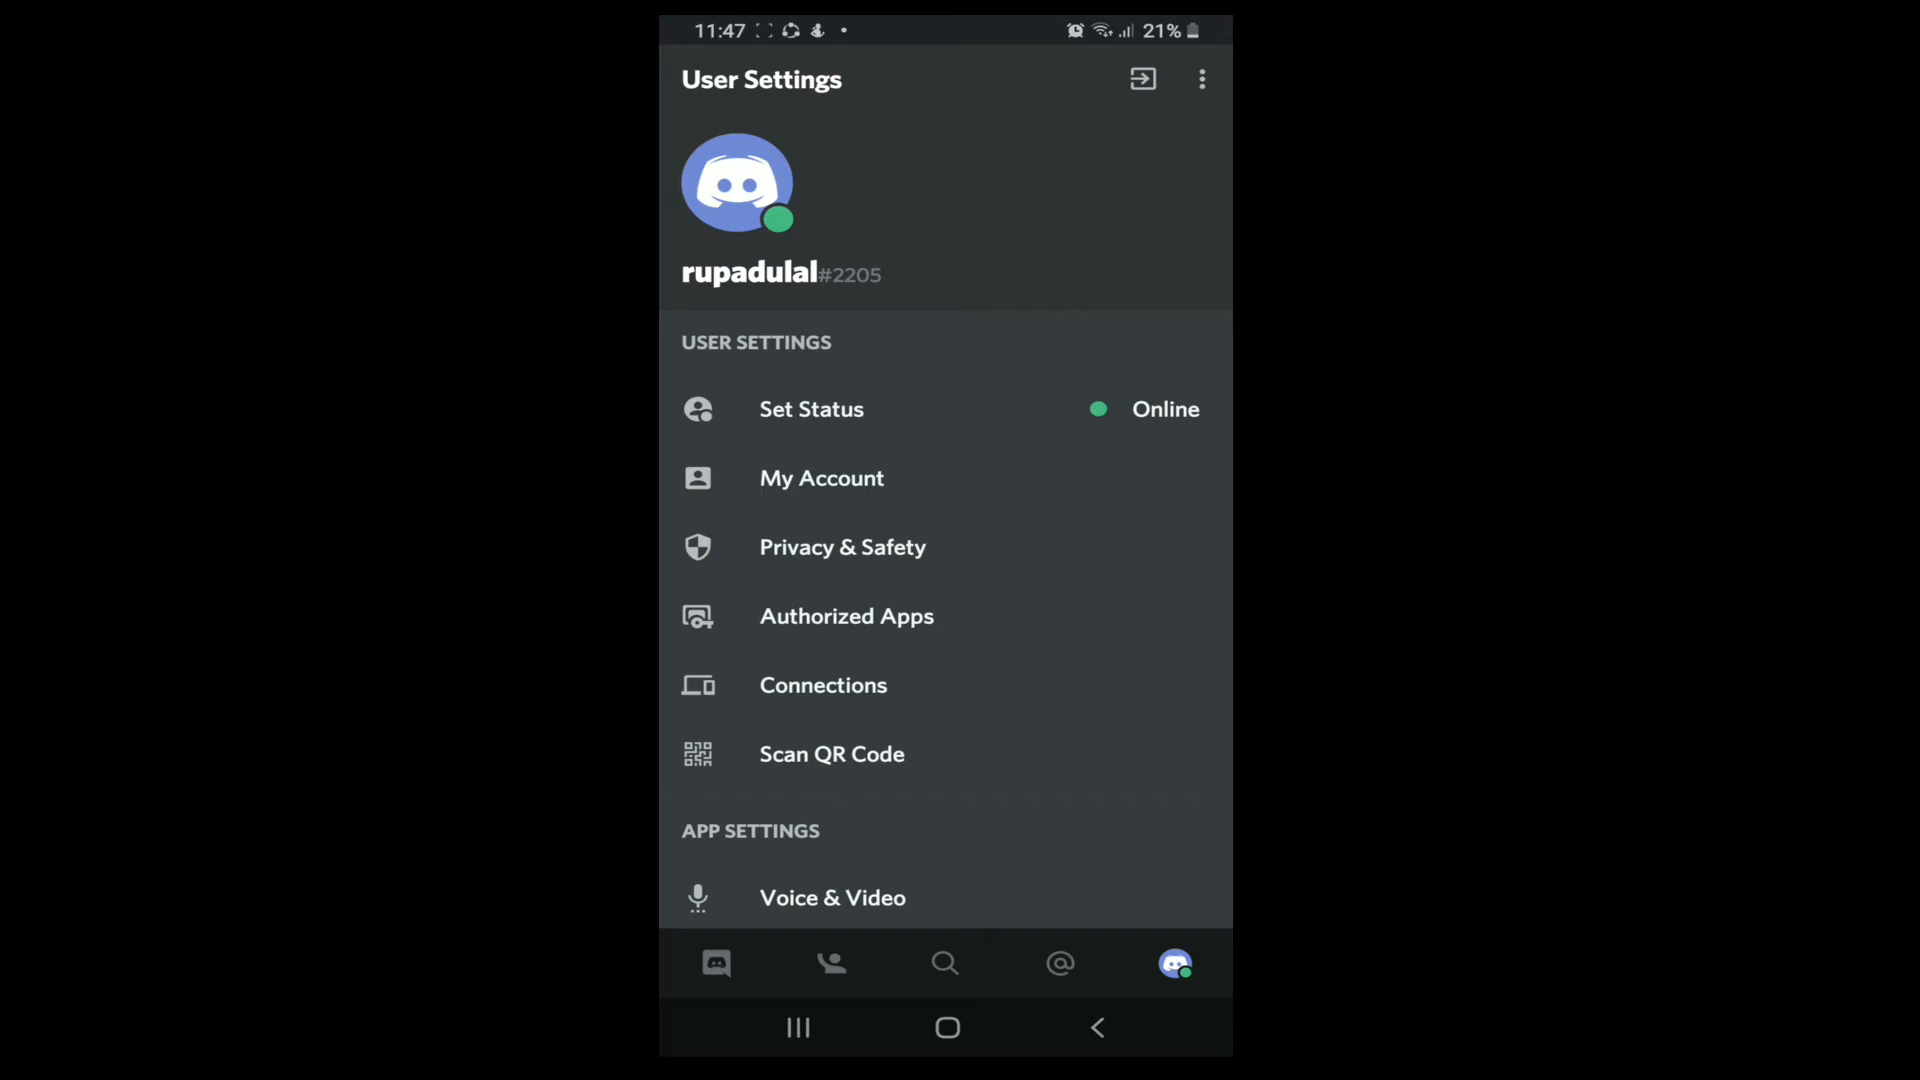 11:47 21%
User Settings
rupadulal#2205
USER SETTINGS
Set Status Online
My Account
Privacy & Safety
Authorized Apps
Connections
Scan QR Code
APP SETTINGS
Voice & Video